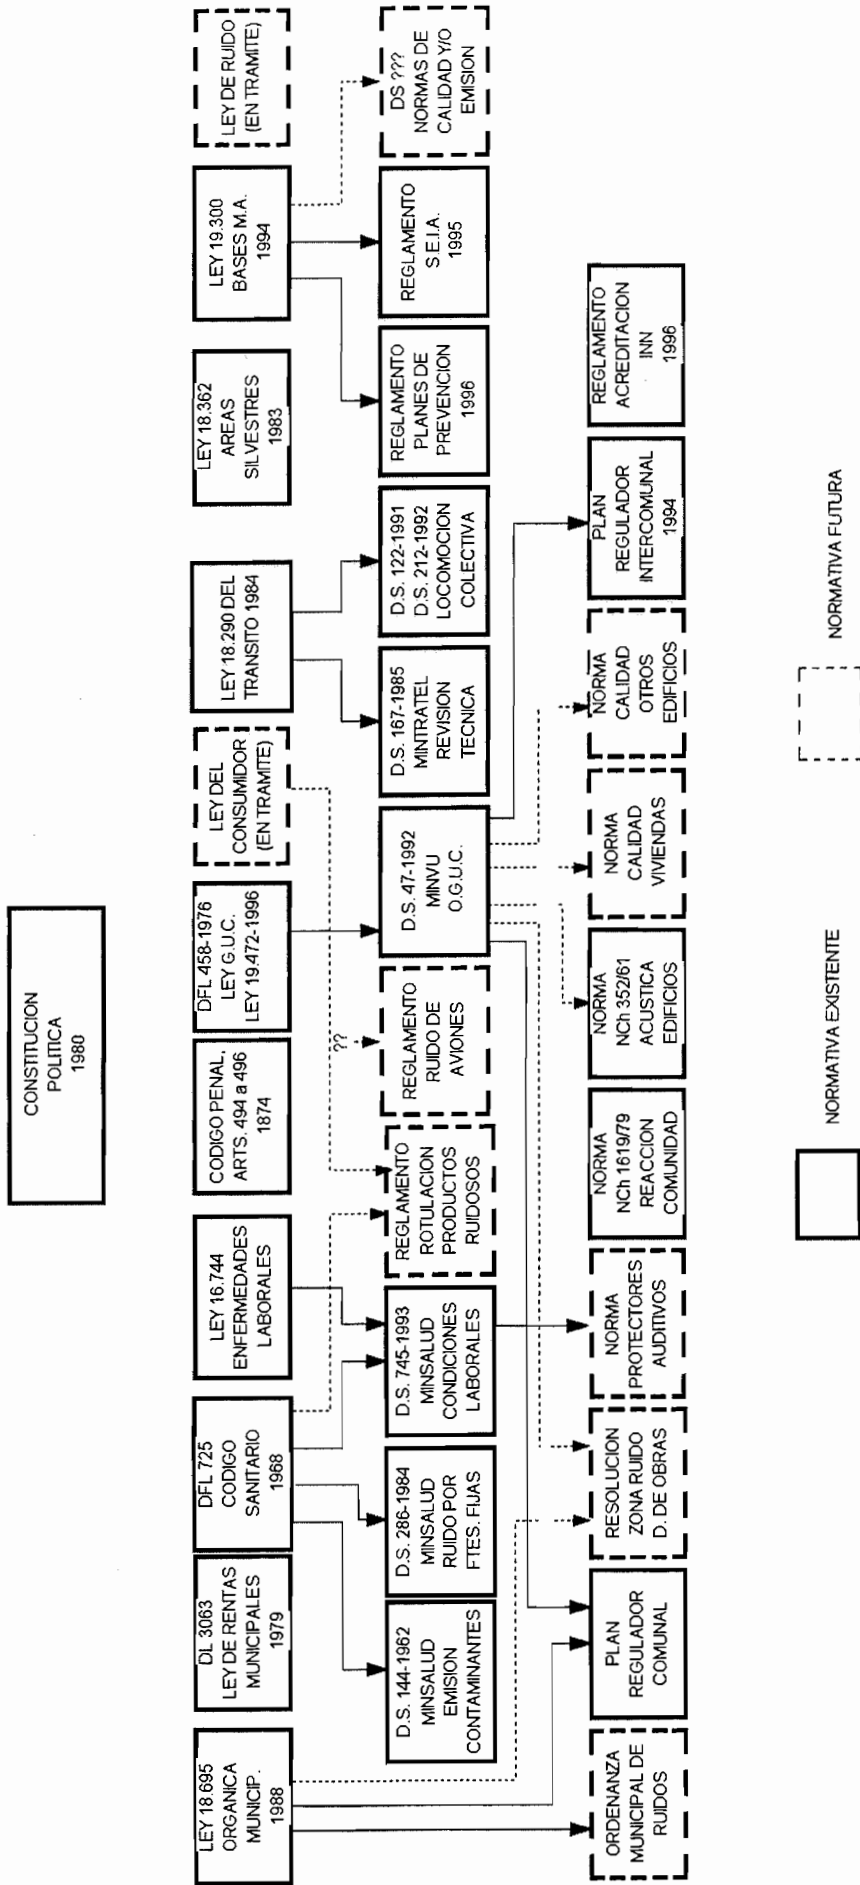 CONSTITUCION
POLITICA
1980
LEY 18.695
ORGANICA
MUNICIP.
1988
DL 3063
LEY DE RENTAS
MUNICIPALES
1979
DFL 725
CODIGO
SANITARIO
1968
LEY 16.744
ENFERMEDADES
LABORALES
CODIGO PENAL,
ARTS. 494 a 496
1874
DFL 458-1976
LEY G.U.C.
LEY 19.472-1996
LEY DEL
CONSUMIDOR
(EN TRAMITE)
LEY 18.290 DEL
TRANSITO 1984
LEY 18.362
AREAS
SILVESTRES
1983
LEY 19.300
BASES M.A.
1994
LEY DE RUIDO
(EN TRAMITE)
??
D.S. 144-1962
MINSALUD
EMISION
CONTAMINANTES
D.S. 286-1984
MINSALUD
RUIDO POR
FTES. FIJAS
D.S. 745-1993
MINSALUD
CONDICIONES
LABORALES
REGLAMENTO
ROTULACION
PRODUCTOS
RUIDOSOS
REGLAMENTO
RUIDO DE
AVIONES
D.S. 47-1992
MINVU
O.G.U.C.
D.S. 167-1985
MINTRATEL
REVISION
TECNICA
D.S. 122-1991
D.S. 212-1992
LOCOMOCION
COLECTIVA
REGLAMENTO
PLANES DE
PREVENCION
1996
REGLAMENTO
S.E.I.A.
1995
DS ???
NORMAS DE
CALIDAD Y/O
EMISION
ORDENANZA
MUNICIPAL DE
RUIDOS
PLAN
REGULADOR
COMUNAL
RESOLUCION
ZONA RUIDO
D. DE OBRAS
NORMA
PROTECTORES
AUDITIVOS
NORMA
NCh 1619/79
REACCION
COMUNIDAD
NORMA
NCh 352/61
ACUSTICA
EDIFICIOS
NORMA
CALIDAD
VIVIENDAS
NORMA
CALIDAD
OTROS
EDIFICIOS
PLAN
REGULADOR
INTERCOMUNAL
1994
REGLAMENTO
ACREDITACION
INN
1996
NORMATIVA EXISTENTE
NORMATIVA FUTURA